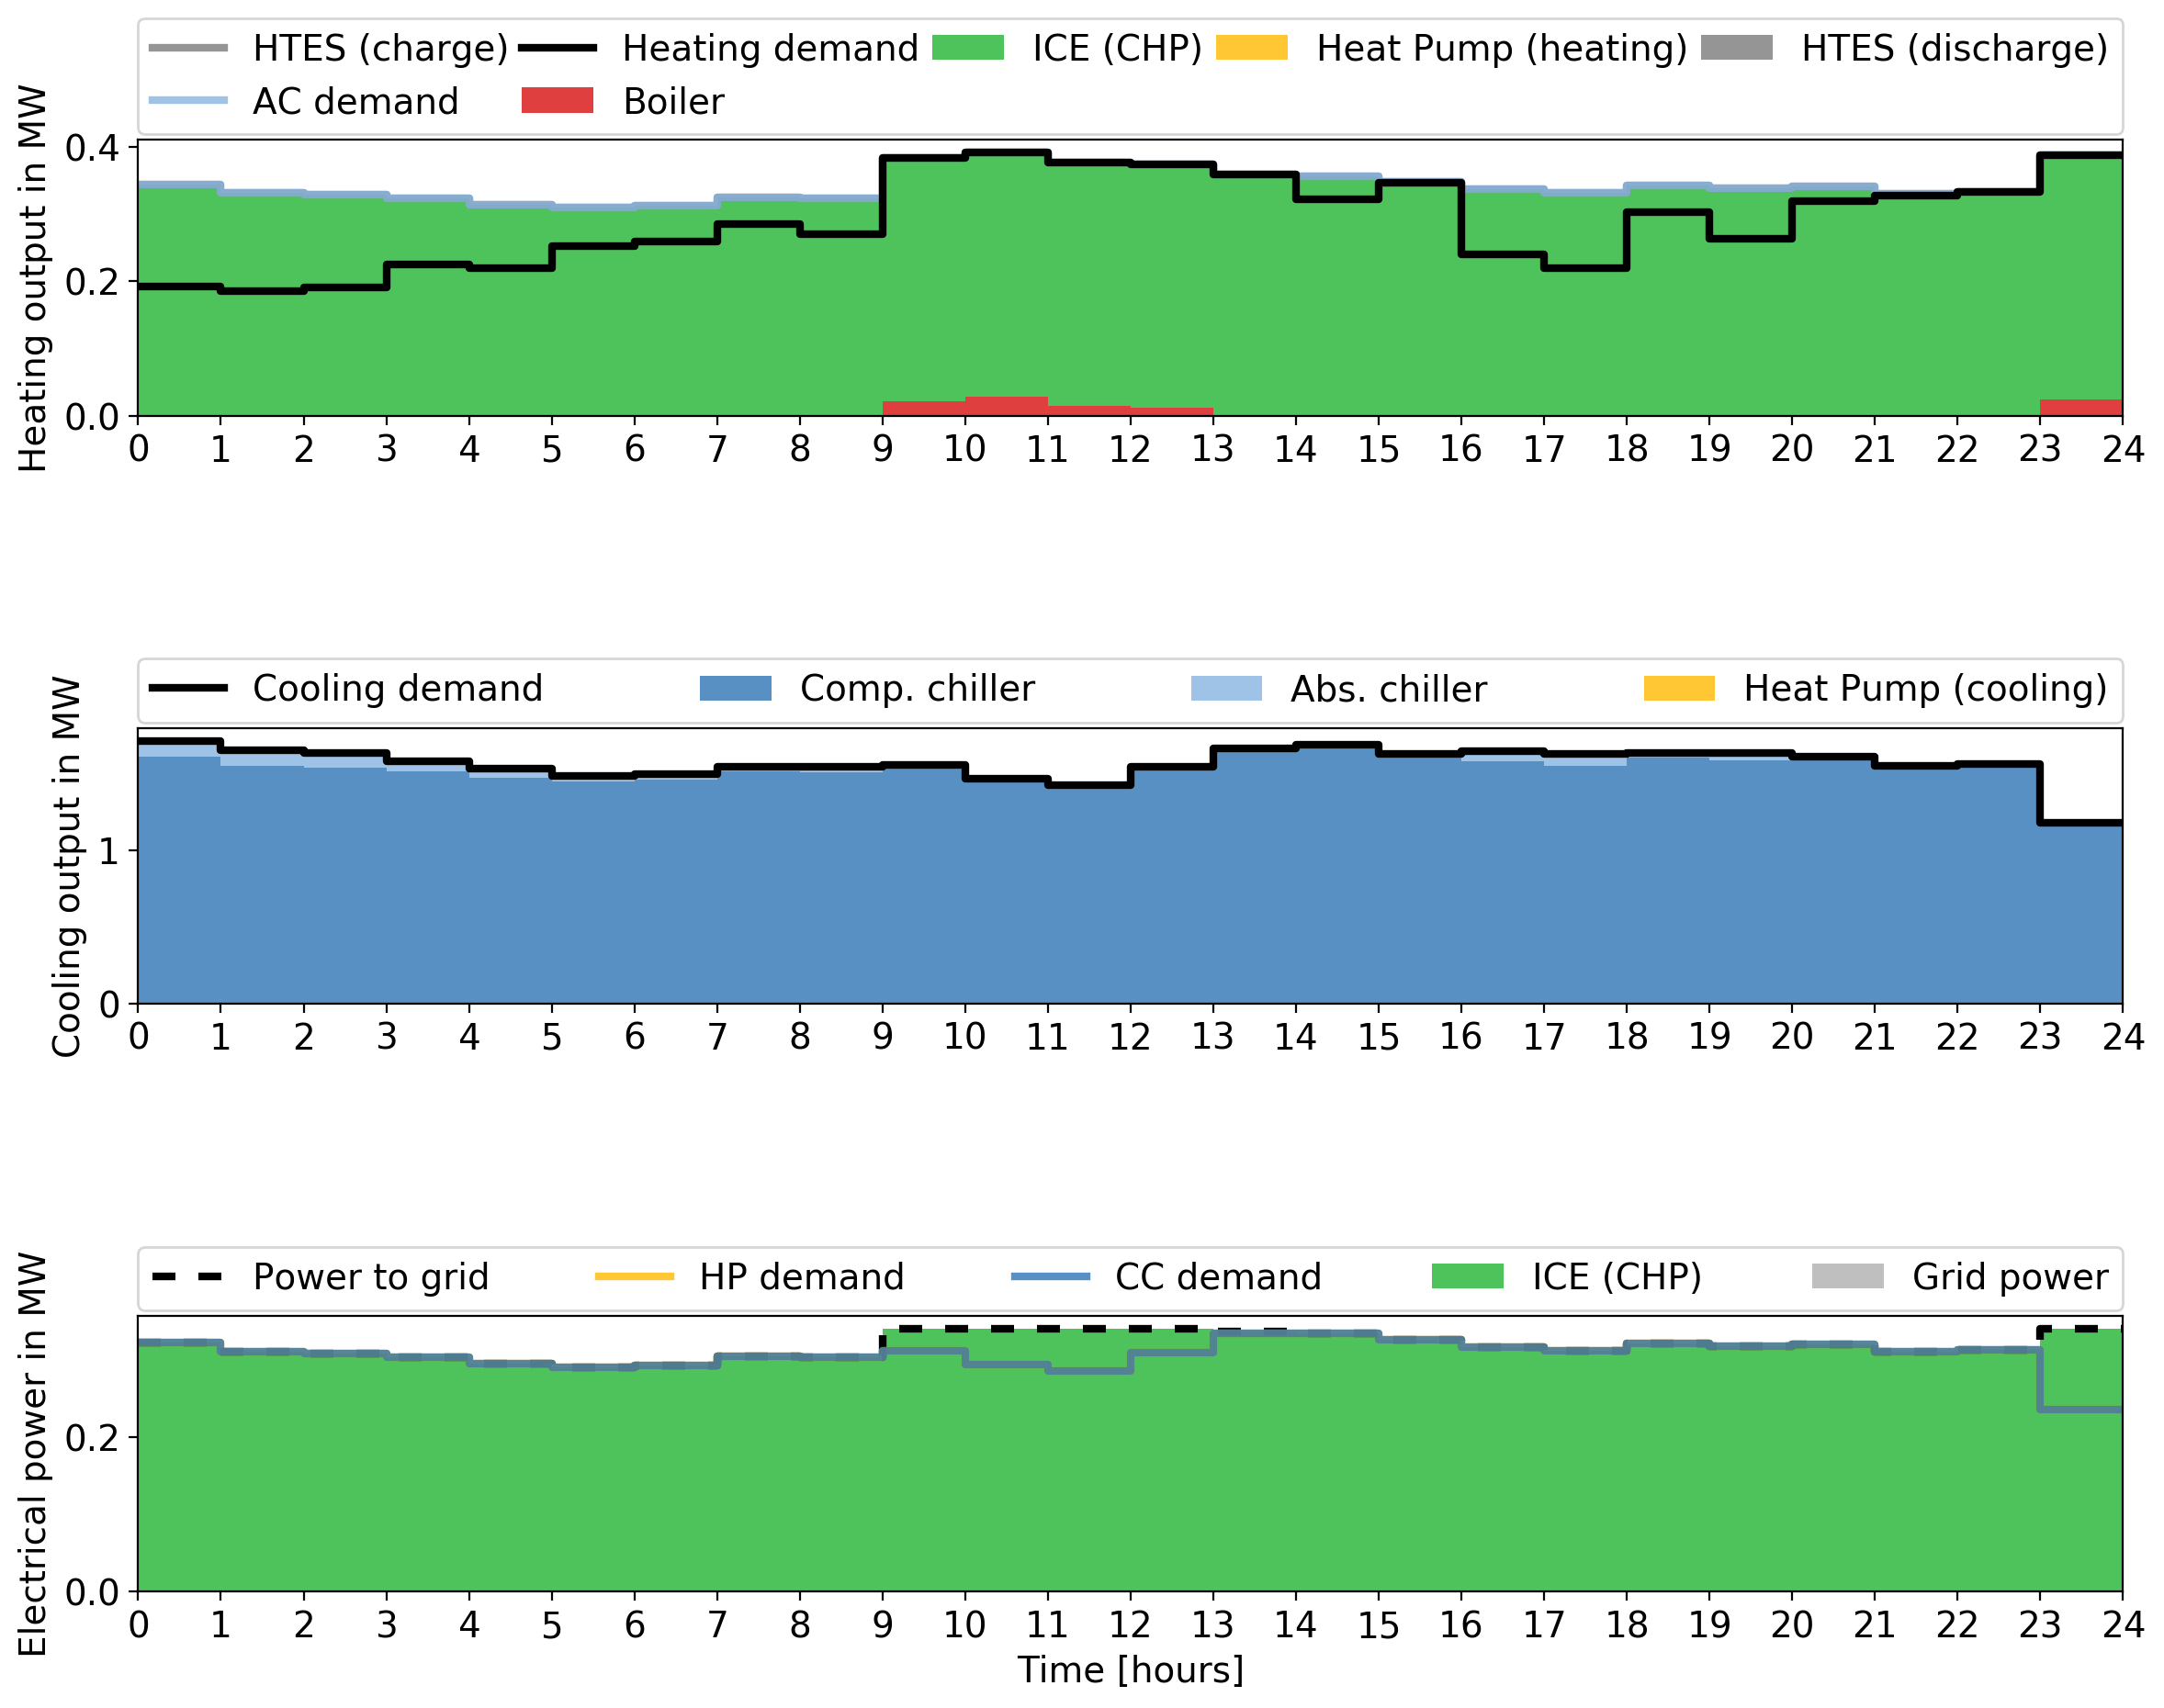 HTES (charge) Heating demand ICE (CHP) Heat Pump (heating) HTES (discharge)
AC demand Boiler
Heating output in MW
0.4
0.2
0.0
0 1 2 3 4 5 6 7 8 9 10 11 12 13 14 15 16 17 18 19 20 21 22 23 24
Cooling demand Comp. chiller Abs. chiller Heat Pump (cooling)
Cooling output in MW
1
0
0 1 2 3 4 5 6 7 8 9 10 11 12 13 14 15 16 17 18 19 20 21 22 23 24
Power to grid HP demand CC demand ICE (CHP) Grid power
Electrical power in MW
0.2
0.0
0 1 2 3 4 5 6 7 8 9 10 11 12 13 14 15 16 17 18 19 20 21 22 23 24
Time [hours]